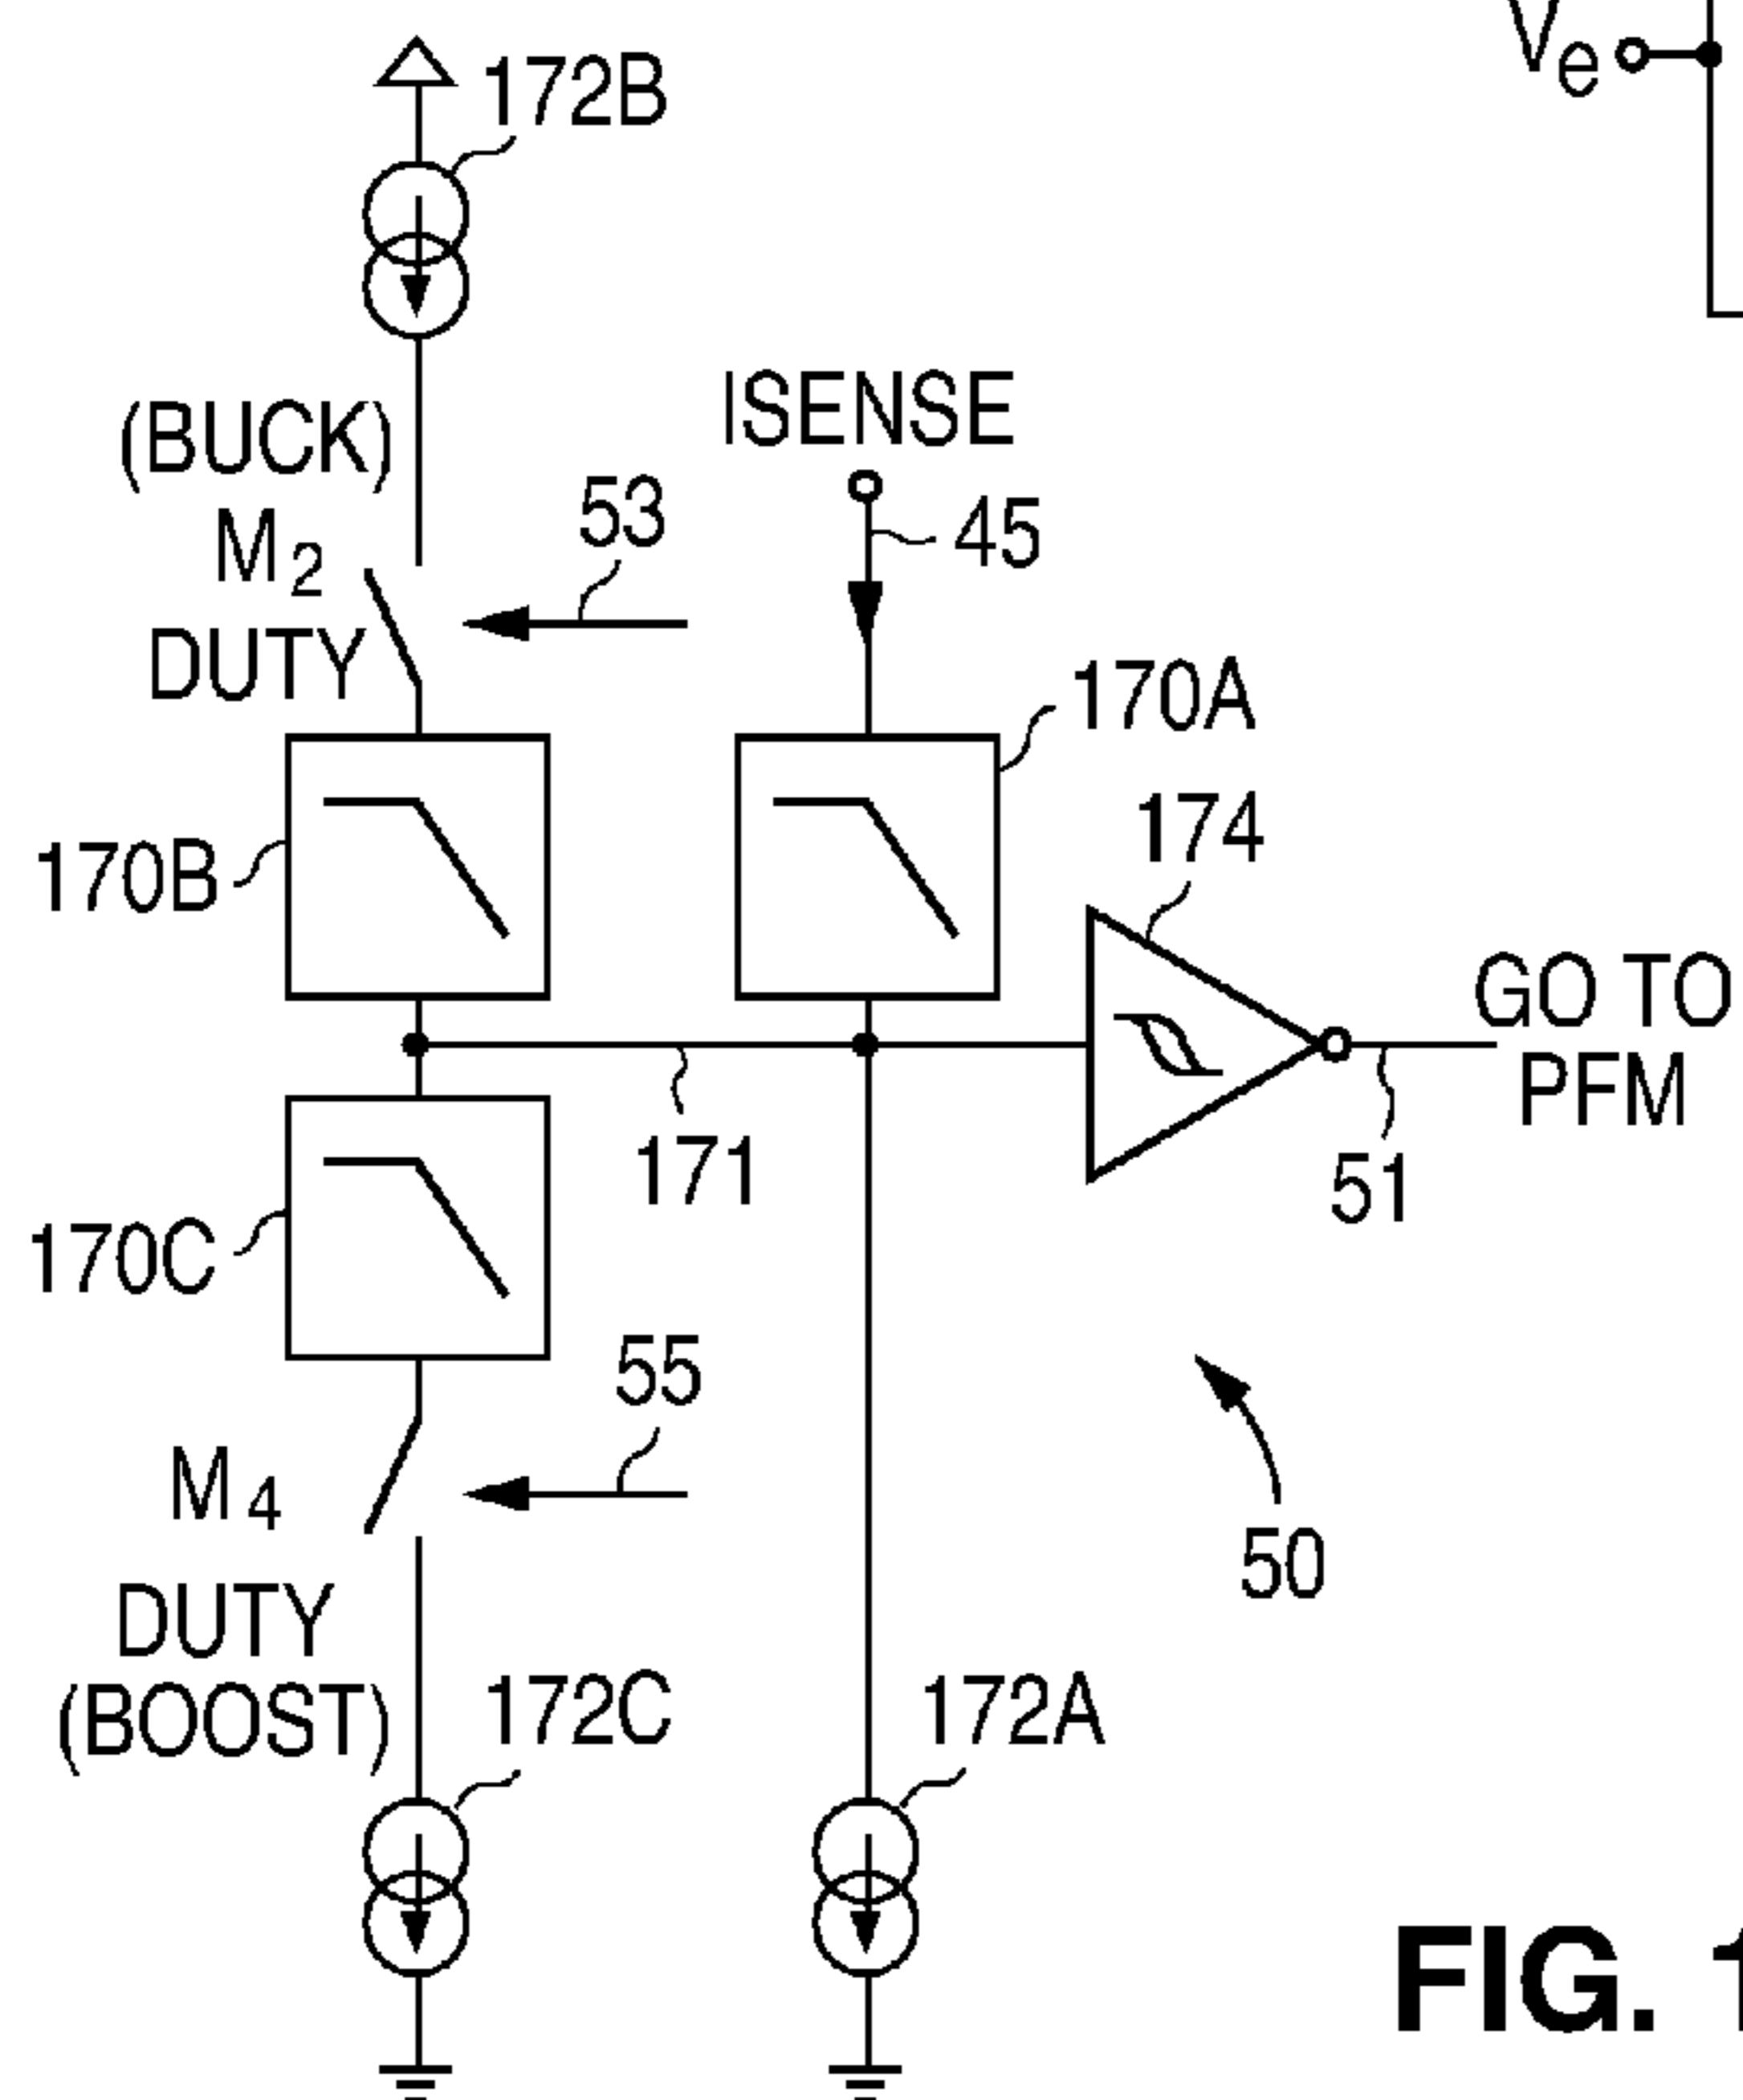 Ve
172B
(BUCK)
M2
DUTY
53
ISENSE
45
170A
170B
174
GO TO
PFM
171
51
170C
55
M4
DUTY
(BOOST)
50
172C
172A
FIG.